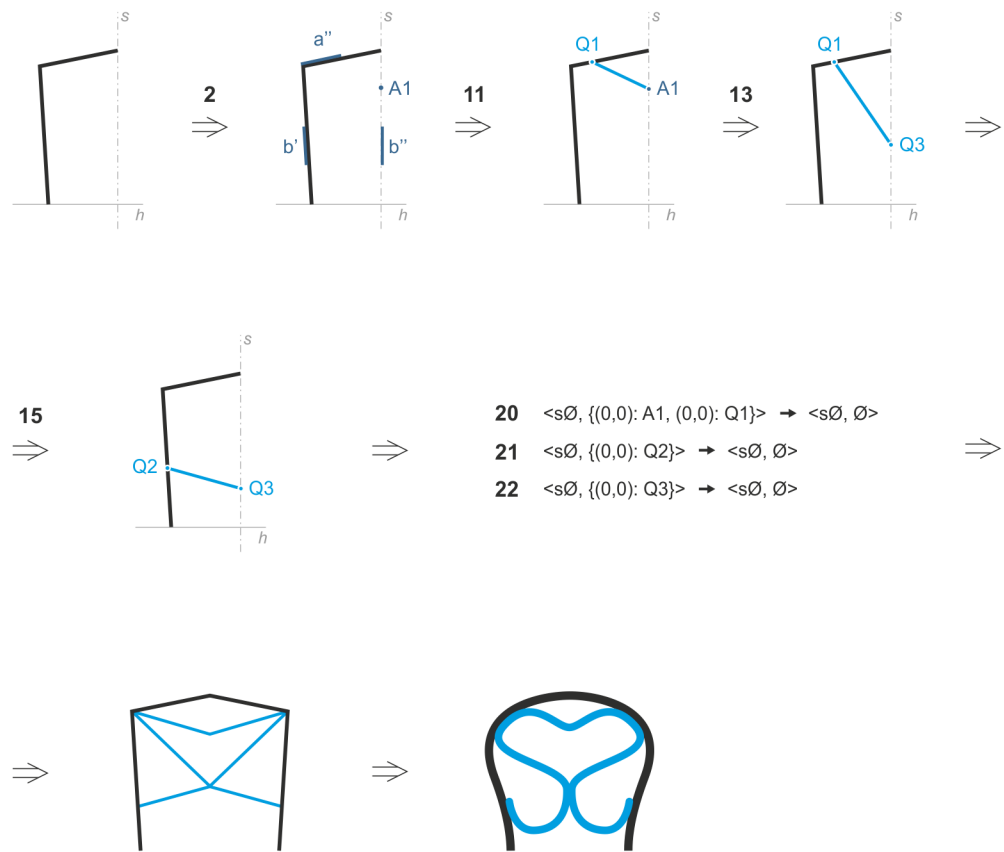 s
s
s
s
a’’
Q1
Q1
2
A1
11
A1
13
b’
b’’
Q3
h
h
h
h
s
15
20 <sØ, {(0,0): A1, (0,0): Q1}> ➔ <sØ, Ø>
21 <sØ, {(0,0): Q2}> ➔ <sØ, Ø>
22 <sØ, {(0,0): Q3}> ➔ <sØ, Ø>
Q2
Q3
h